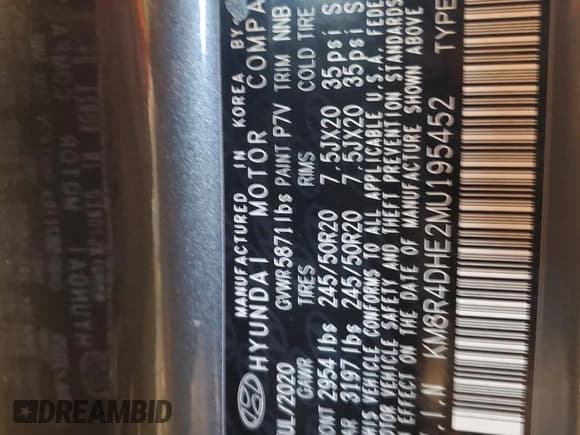 MANUFACTURED IN KOREA BY
HYUNDAI MOTOR COMPA
UL/2020 GVWR 5871 lbs PAINT P7V TRIM NNB
GAWR TIRES RIMS COLD TIRE
ONT 2954 lbs 245/50R20 7.5JX20 35psi S
AR 3197 lbs 245/50R20 7.5JX20 35psi S
IS VEHICLE CONFORMS TO ALL APPLICABLE U.S. FEDE
OTOR VEHICLE SAFETY AND THEFT PREVENTION STANDARDS
EFFECT ON THE DATE OF MANUFACTURE SHOWN ABOVE
.I.N KM8R4DHE2MU195452 TYPE
DREAMBID